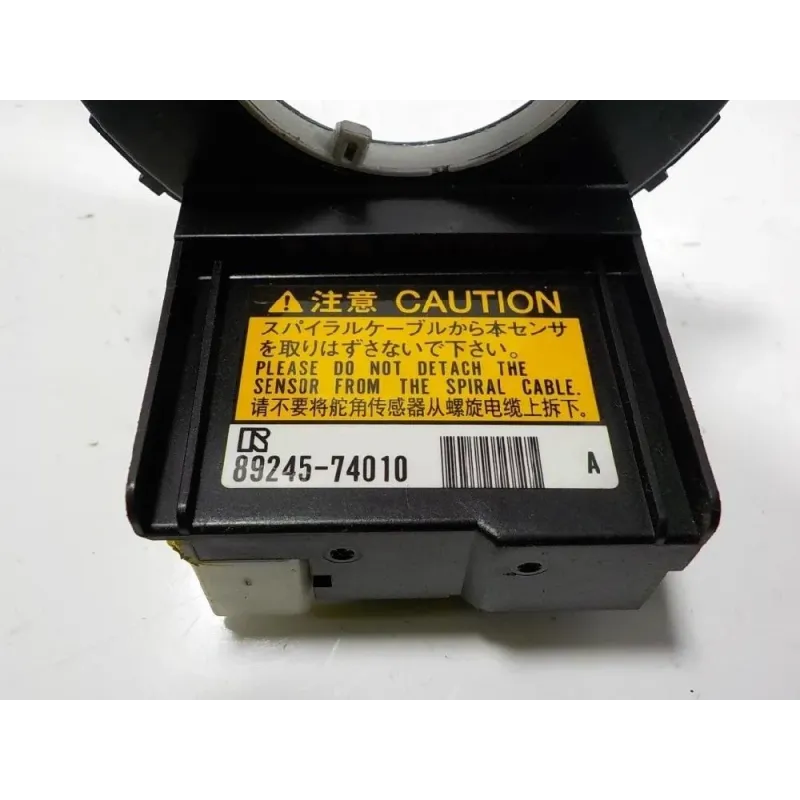 注意 CAUTION
スパイラルケーブルから本センサ
を取りはずさないで下さい。
PLEASE DO NOT DETACH THE
SENSOR FROM THE SPIRAL CABLE.
请不要将舵角传感器从螺旋电缆上拆下。
89245-74010 A